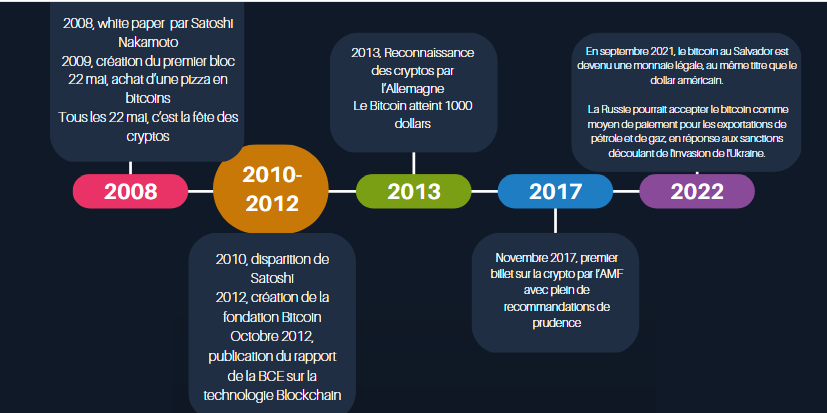 2008, white paper par Satoshi
Nakamoto
2009, création du premier bloc
22 mai, achat d'une pizza en
bitcoins
Tous les 22 mai, c'est la fête des
cryptos
2008
2010-
2012
2010, disparition de
Satoshi
2012, création de la
fondation Bitcoin
Octobre 2012,
publication du rapport
de la BCE sur la
technologie Blockchain
2013, Reconnaissance
des cryptos par
l'Allemagne
Le Bitcoin atteint 1000
dollars
2013
2017
Novembre 2017, premier
billet sur la crypto par l'AMF
avec plein de
recommandations de
prudence
En septembre 2021, le bitcoin au Salvador est
devenu une monnaie légale, au même titre que le
dollar américain.
La Russie pourrait accepter le bitcoin comme
moyen de paiement pour les exportations de
pétrole et de gaz, en réponse aux sanctions
découlant de l'invasion de l'Ukraine.
2022